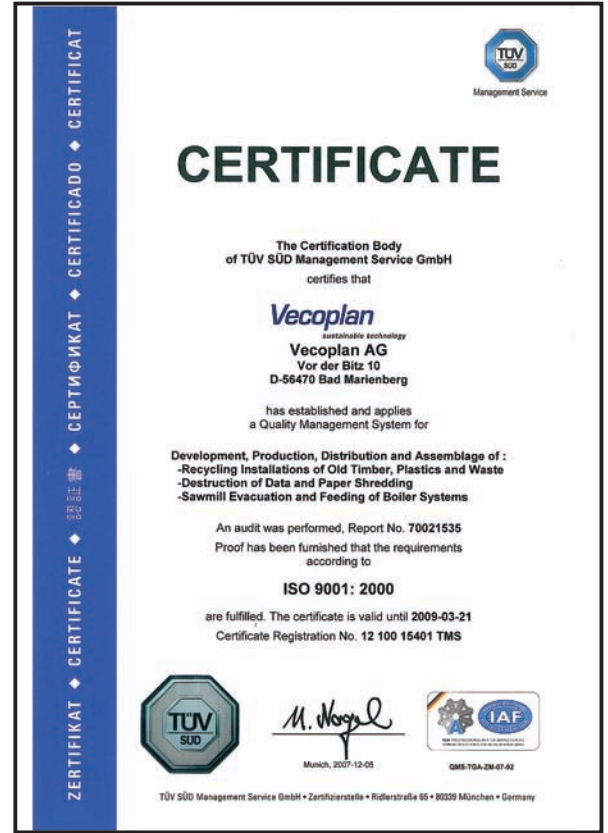 ZERTIFIKAT ◆ CERTIFICATE ◆ 認証書 ◆ СЕРТИФИКАТ ◆ CERTIFICADO ◆ CERTIFICAT
TÜV
SÜD
Management Service
CERTIFICATE
The Certification Body
of TÜV SÜD Management Service GmbH
certifies that
Vecoplan
sustainable technology
Vecoplan AG
Vor der Bitz 10
D-56470 Bad Marienberg
has established and applies
a Quality Management System for
Development, Production, Distribution and Assemblage of :
-Recycling Installations of Old Timber, Plastics and Waste
-Destruction of Data and Paper Shredding
-Sawmill Evacuation and Feeding of Boiler Systems
An audit was performed, Report No. 70021535
Proof has been furnished that the requirements
according to
ISO 9001: 2000
are fulfilled. The certificate is valid until 2009-03-21
Certificate Registration No. 12 100 15401 TMS
TÜV
SÜD
M. Wegel
Munich, 2007-12-05
IAF
QMS-TGA-ZM-07-92
TÜV SÜD Management Service GmbH • Zertifizierstelle • Ridlerstraße 65 • 80339 München • Germany